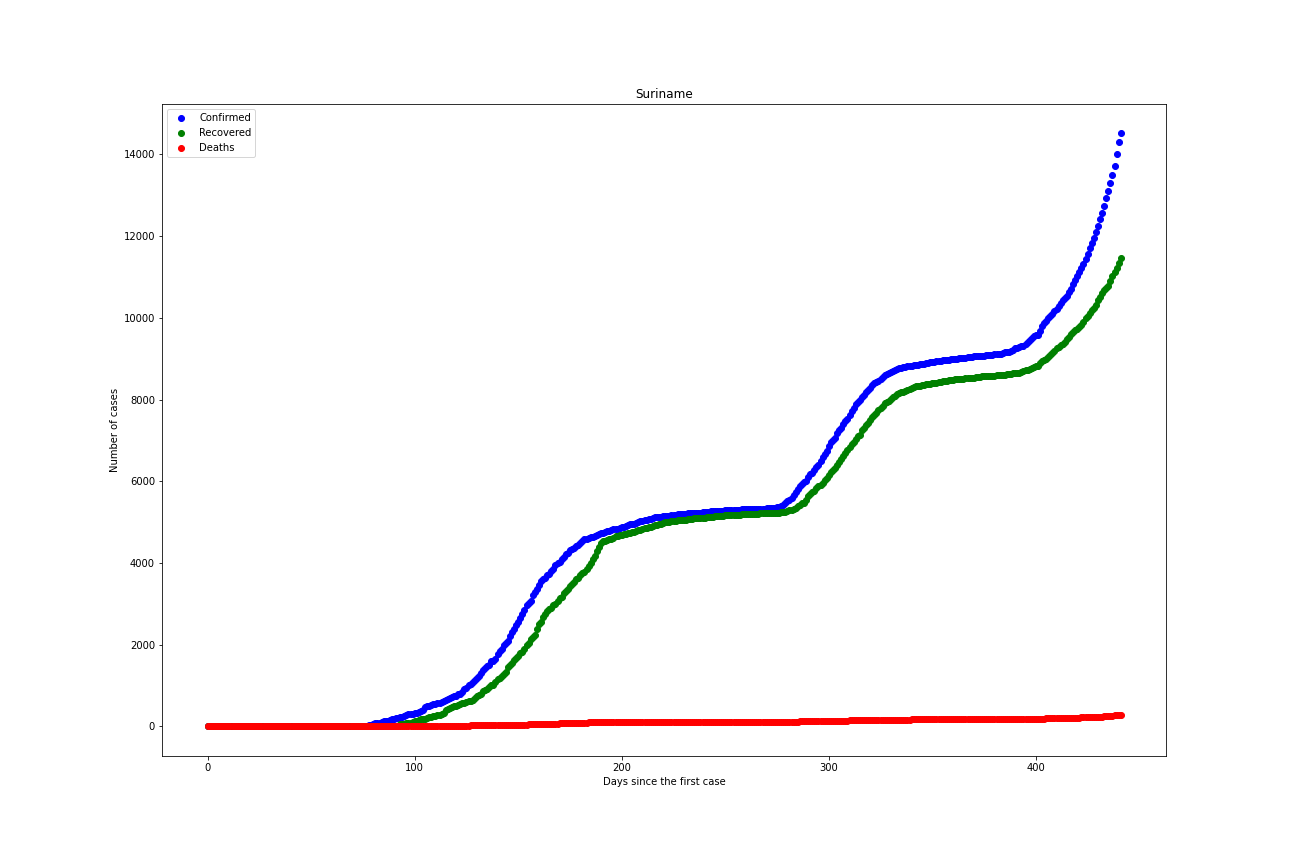 Suriname
Confirmed
Recovered
Deaths
14000
12000
10000
8000
6000
4000
2000
0
Number of cases
0 100 200 300 400
Days since the first case